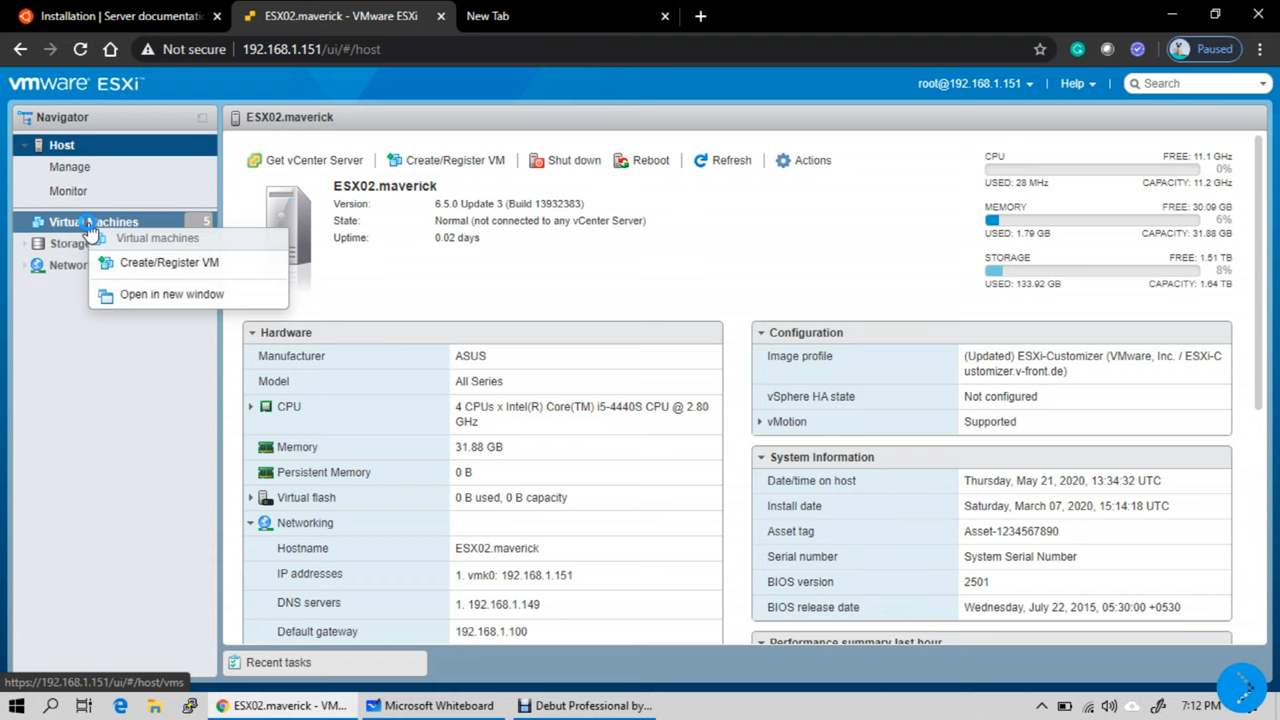 Installation | Server documentati
ESX02.maverick - VMware ESXi
New Tab
Not secure
192.168.1.151/ui/#/host
Paused
vmware ESXi™
root@192.168.1.151
Help
Search
Navigator
Host
Manage
Monitor
Virtual Machines
5
Storage
Networ
Virtual machines
Create/Register VM
Open in new window
ESX02.maverick
Get vCenter Server
Create/Register VM
Shut down
Reboot
Refresh
Actions
ESX02.maverick
Version: 6.5.0 Update 3 (Build 13932383)
State: Normal (not connected to any vCenter Server)
Uptime: 0.02 days
CPU FREE: 11.1 GHz
0%
USED: 28 MHz CAPACITY: 11.2 GHz
MEMORY FREE: 30.09 GB
6%
USED: 1.79 GB CAPACITY: 31.88 GB
STORAGE FREE: 1.51 TB
8%
USED: 133.92 GB CAPACITY: 1.64 TB
Hardware
Manufacturer ASUS
Model All Series
CPU 4 CPUs x Intel(R) Core(TM) i5-4440S CPU @ 2.80
GHz
Memory 31.88 GB
Persistent Memory 0 B
Virtual flash 0 B used, 0 B capacity
Networking
Hostname ESX02.maverick
IP addresses 1. vmk0: 192.168.1.151
DNS servers 1. 192.168.1.149
Default gateway 192.168.1.100
Configuration
Image profile (Updated) ESXi-Customizer (VMware, Inc. / ESXi-C
ustomizer.v-front.de)
vSphere HA state Not configured
vMotion Supported
System Information
Date/time on host Thursday, May 21, 2020, 13:34:32 UTC
Install date Saturday, March 07, 2020, 15:14:18 UTC
Asset tag Asset-1234567890
Serial number System Serial Number
BIOS version 2501
BIOS release date Wednesday, July 22, 2015, 05:30:00 +0530
Performance summary last hour
Recent tasks
https://192.168.1.151/ui/#/host/vms
ESX02.maverick - VM...
Microsoft Whiteboard
Debut Professional by...
7:12 PM